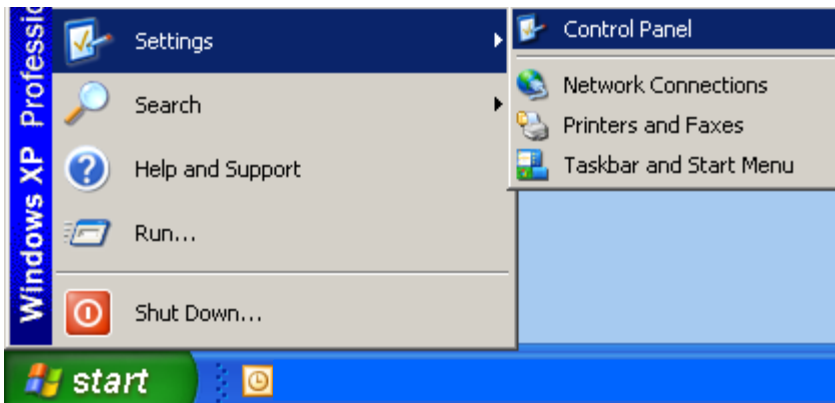 Windows XP Professi
Settings
Search
Help and Support
Run...
Shut Down...
Control Panel
Network Connections
Printers and Faxes
Taskbar and Start Menu
start